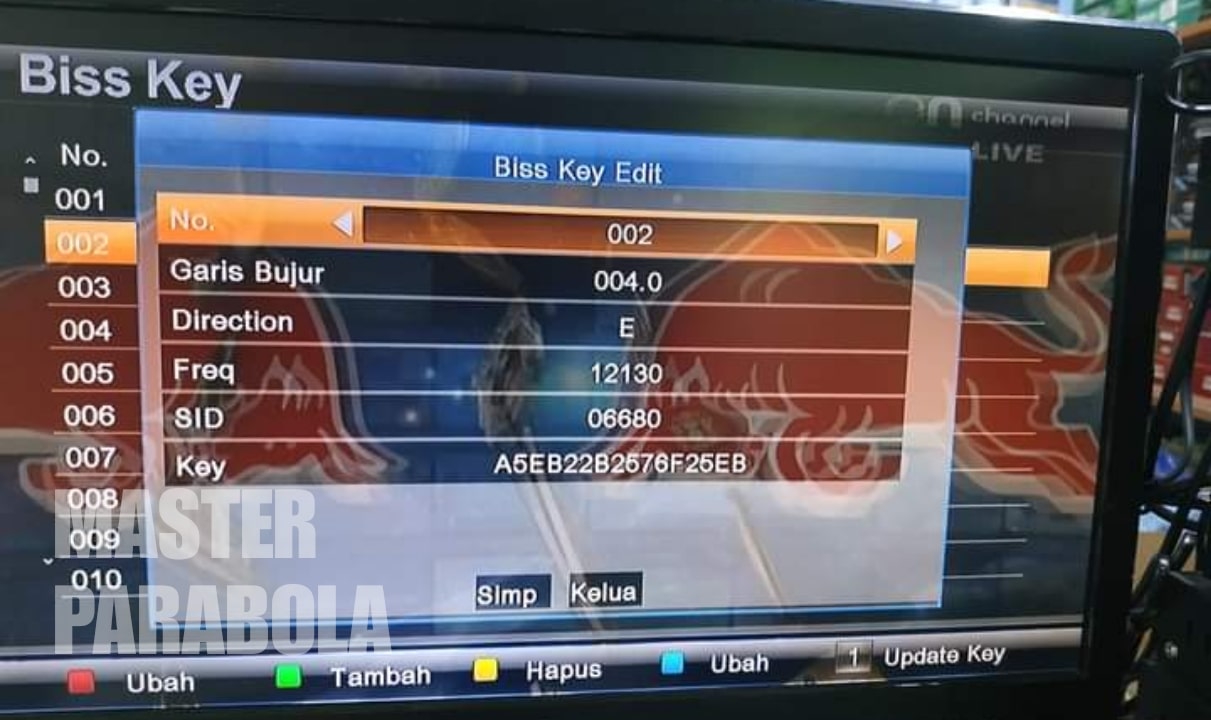 Biss Key
channel
LIVE
No.
001
002
003
004
005
006
007
008
009
010
Biss Key Edit
No. 002
Garis Bujur 004.0
Direction E
Freq 12130
SID 06680
Key A5EB22B2576F25EB
Simp Kelua
MASTER
PARABOLA
Ubah Tambah Hapus Ubah 1 Update Key